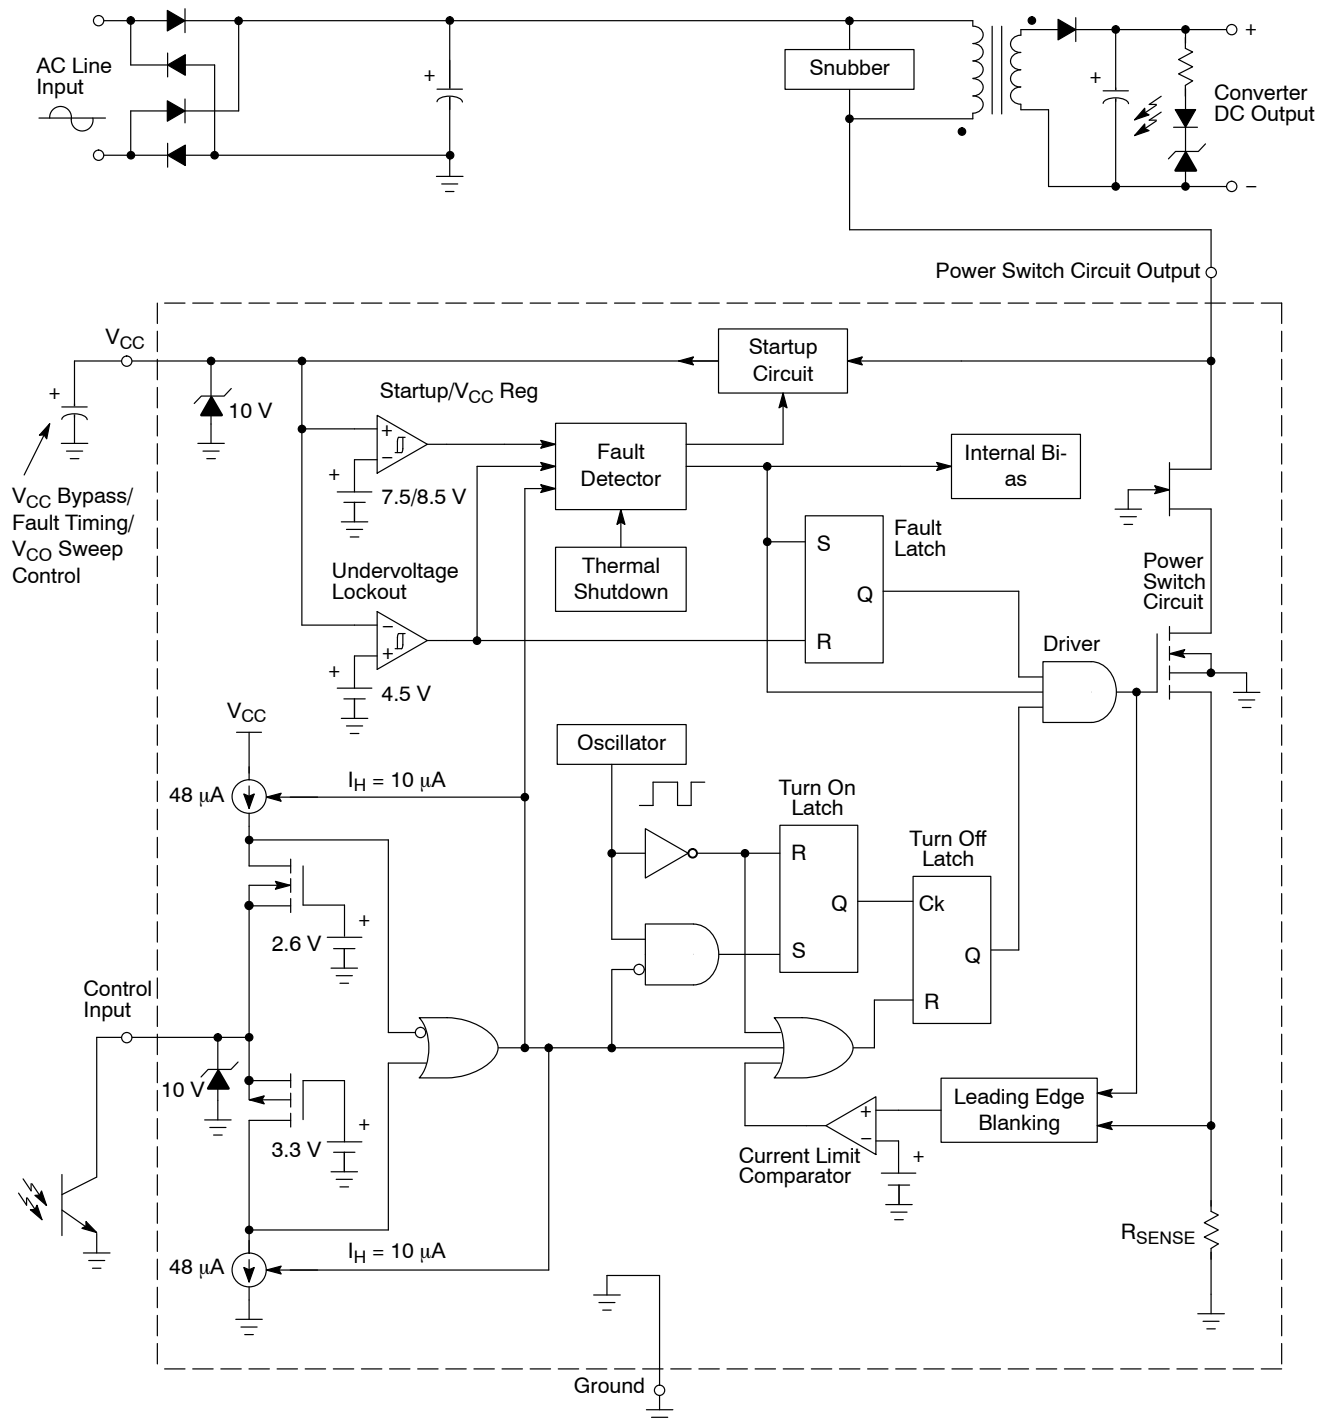 AC Line
Input
+
Snubber
+
+
Converter
DC Output
−
Power Switch Circuit Output
VCC
+
Startup
Circuit
10 V
Startup/VCC Reg
+
−
+
7.5/8.5 V
Fault
Detector
Internal Bi-
as
VCC Bypass/
Fault Timing/
VCO Sweep
Control
Thermal
Shutdown
S
Q
R
Fault
Latch
Power
Switch
Circuit
Undervoltage
Lockout
−
+
+
4.5 V
Driver
VCC
Oscillator
48 μA
IH = 10 μA
Turn On
Latch
R
Q
S
Turn Off
Latch
Ck
Q
R
+
2.6 V
Control
Input
10 V
+
3.3 V
Leading Edge
Blanking
+
−
+
Current Limit
Comparator
RSENSE
48 μA
IH = 10 μA
Ground